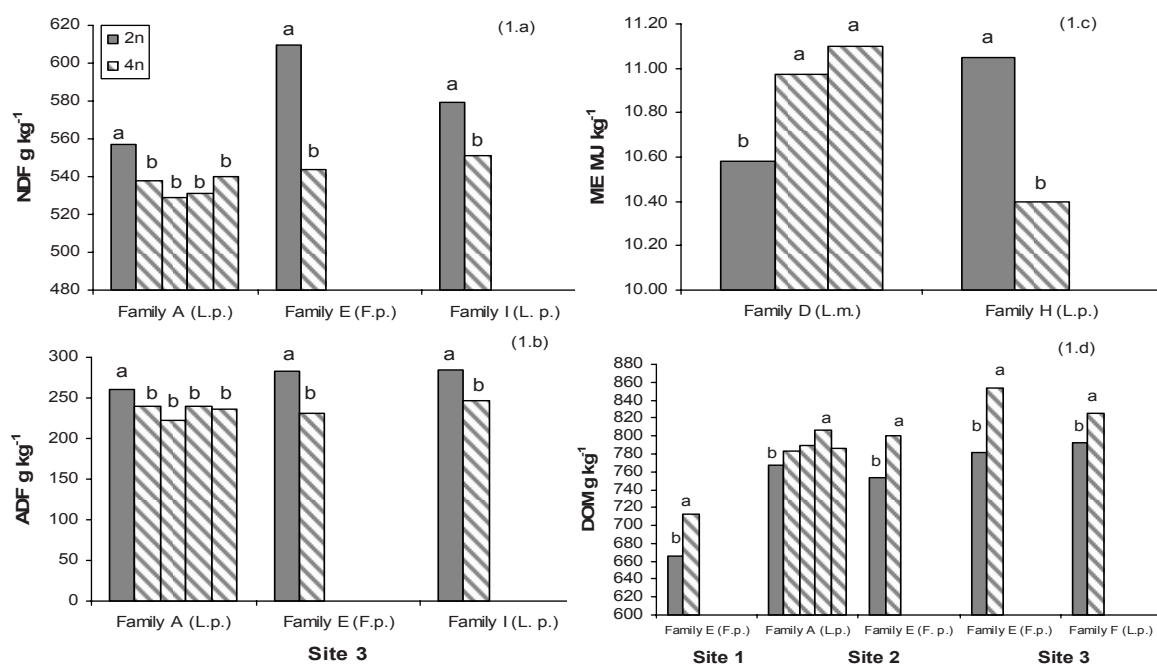 (1.a)
NDF g kg-1
620
600
580
560
540
520
500
480
2n
4n
a
b
b
b
b
a
b
a
b
Family A (L.p.)
Family E (F.p.)
Family I (L. p.)
(1.c)
ME MJ kg-1
11.20
11.00
10.80
10.60
10.40
10.20
10.00
b
a
a
a
b
Family D (L.m.)
Family H (L.p.)
(1.b)
ADF g kg-1
300
250
200
150
100
50
0
a
b
b
b
b
a
b
a
b
Family A (L.p.)
Family E (F.p.)
Family I (L. p.)
Site 3
(1.d)
DOM g kg-1
860
840
820
800
780
760
740
720
700
680
660
640
620
600
b
a
b
a
b
a
b
a
b
a
Family E (F.p.)
Family A (L.p.)
Family E (F. p.)
Family E (F.p.)
Family F (L.p.)
Site 1
Site 2
Site 3